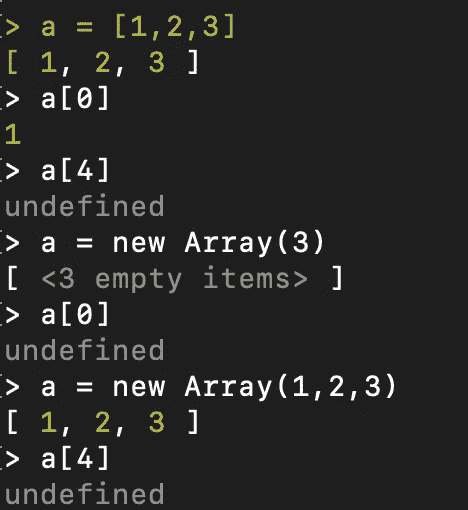 > a = [1,2,3]
[ 1, 2, 3 ]
> a[0]
1
> a[4]
undefined
> a = new Array(3)
[ <3 empty items> ]
> a[0]
undefined
> a = new Array(1,2,3)
[ 1, 2, 3 ]
> a[4]
undefined